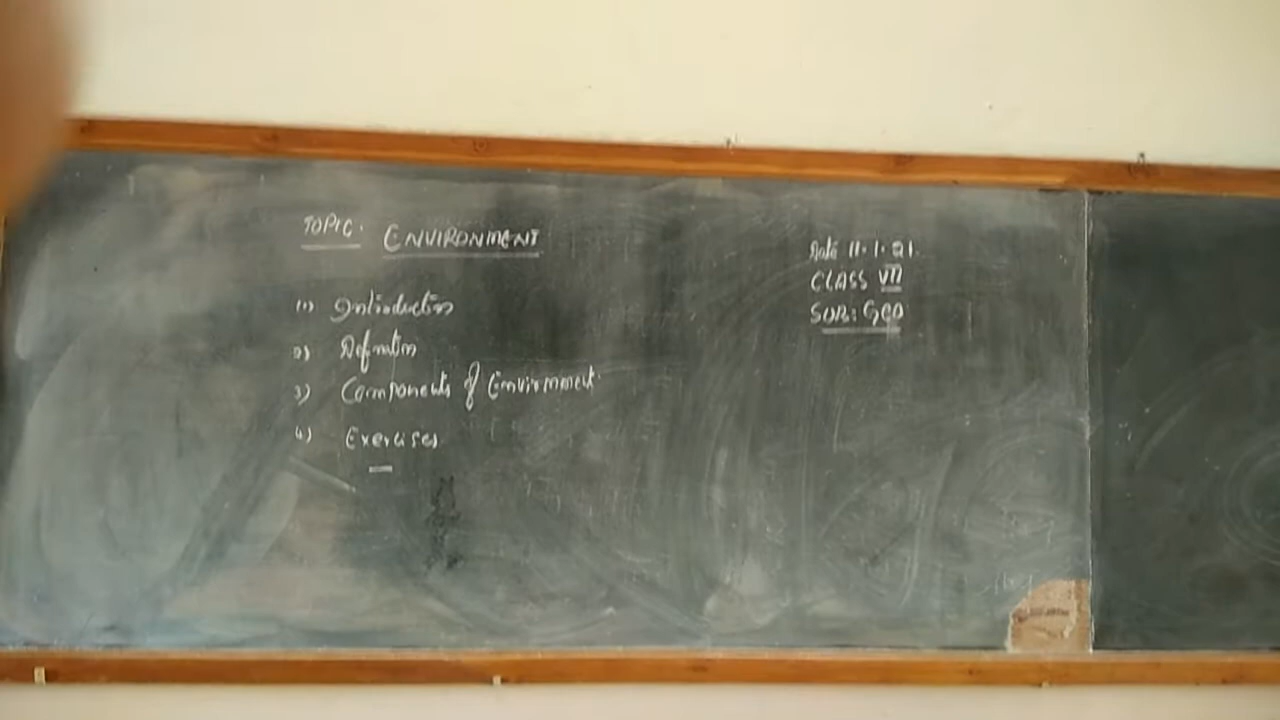 TOPIC. ENVIRONMENT
(1) Introduction
2) Definition
3) Components of Environment.
4) Exercises
Date 11.1.21.
CLASS VII
SUB: GEO